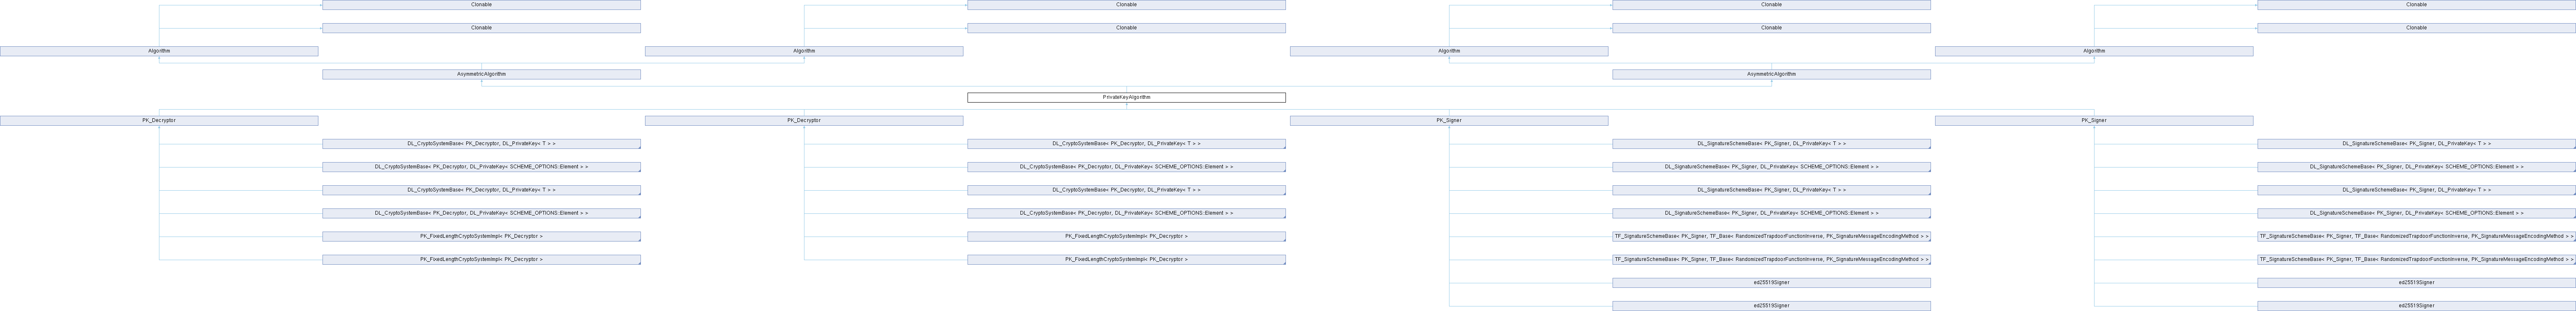 Clonable Clonable Clonable Clonable
Clonable Clonable Clonable Clonable
Algorithm Algorithm Algorithm Algorithm
AsymmetricAlgorithm AsymmetricAlgorithm
PrivateKeyAlgorithm
PK_Decryptor PK_Decryptor PK_Signer PK_Signer
DL_CryptoSystemBase< PK_Decryptor, DL_PrivateKey< T > > DL_CryptoSystemBase< PK_Decryptor, DL_PrivateKey< T > > DL_SignatureSchemeBase< PK_Signer, DL_PrivateKey< T > > DL_SignatureSchemeBase< PK_Signer, DL_PrivateKey< T > >
DL_CryptoSystemBase< PK_Decryptor, DL_PrivateKey< SCHEME_OPTIONS::Element > > DL_CryptoSystemBase< PK_Decryptor, DL_PrivateKey< SCHEME_OPTIONS::Element > > DL_SignatureSchemeBase< PK_Signer, DL_PrivateKey< SCHEME_OPTIONS::Element > > DL_SignatureSchemeBase< PK_Signer, DL_PrivateKey< SCHEME_OPTIONS::Element > >
DL_CryptoSystemBase< PK_Decryptor, DL_PrivateKey< T > > DL_CryptoSystemBase< PK_Decryptor, DL_PrivateKey< T > > DL_SignatureSchemeBase< PK_Signer, DL_PrivateKey< T > > DL_SignatureSchemeBase< PK_Signer, DL_PrivateKey< T > >
DL_CryptoSystemBase< PK_Decryptor, DL_PrivateKey< SCHEME_OPTIONS::Element > > DL_CryptoSystemBase< PK_Decryptor, DL_PrivateKey< SCHEME_OPTIONS::Element > > DL_SignatureSchemeBase< PK_Signer, DL_PrivateKey< SCHEME_OPTIONS::Element > > DL_SignatureSchemeBase< PK_Signer, DL_PrivateKey< SCHEME_OPTIONS::Element > >
PK_FixedLengthCryptoSystemImpl< PK_Decryptor > PK_FixedLengthCryptoSystemImpl< PK_Decryptor > TF_SignatureSchemeBase< PK_Signer, TF_Base< RandomizedTrapdoorFunctionInverse, PK_SignatureMessageEncodingMethod > > TF_SignatureSchemeBase< PK_Signer, TF_Base< RandomizedTrapdoorFunctionInverse, PK_SignatureMessageEncodingMethod > >
PK_FixedLengthCryptoSystemImpl< PK_Decryptor > PK_FixedLengthCryptoSystemImpl< PK_Decryptor > TF_SignatureSchemeBase< PK_Signer, TF_Base< RandomizedTrapdoorFunctionInverse, PK_SignatureMessageEncodingMethod > > TF_SignatureSchemeBase< PK_Signer, TF_Base< RandomizedTrapdoorFunctionInverse, PK_SignatureMessageEncodingMethod > >
ed25519Signer ed25519Signer
ed25519Signer ed25519Signer